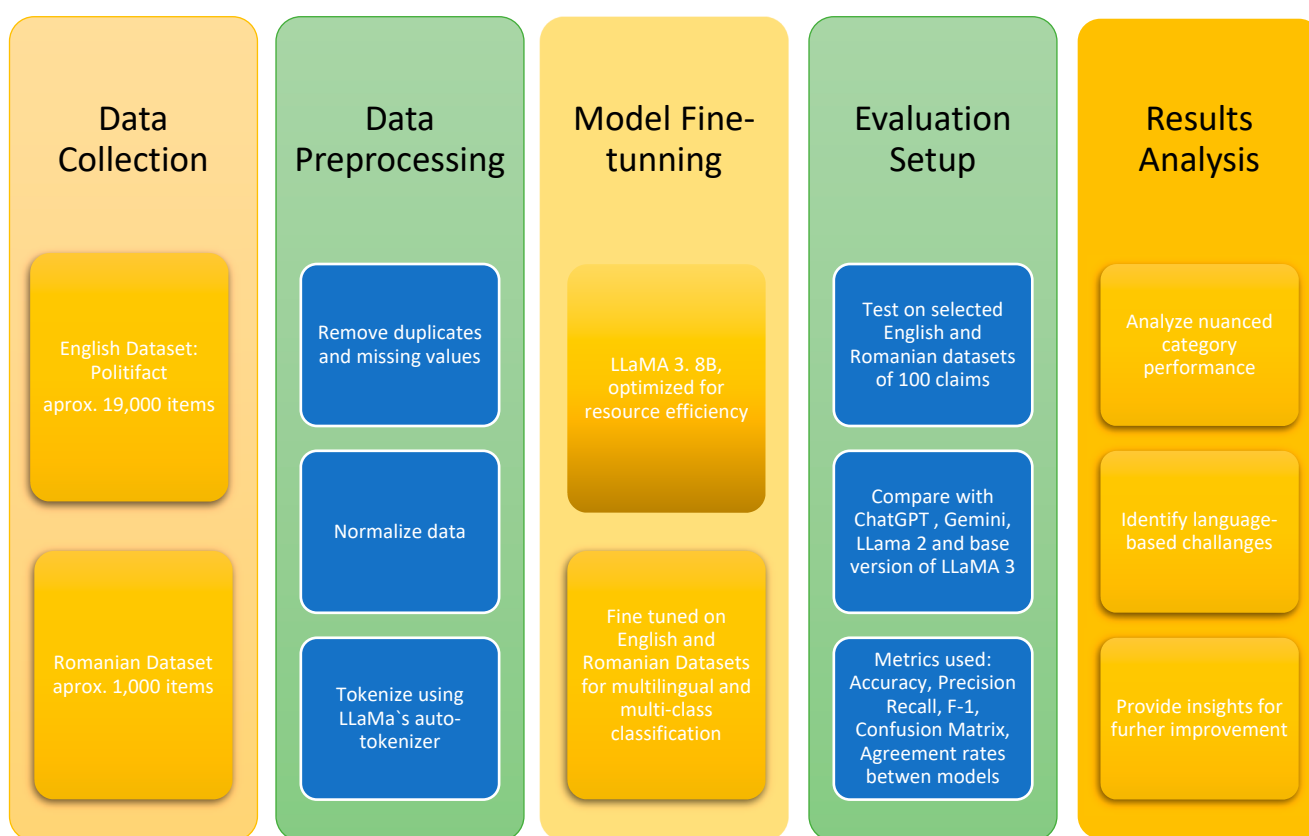 Data
Collection
English Dataset:
Politifact
aprox. 19,000 items
Romanian Dataset
aprox. 1,000 items
Data
Preprocessing
Remove duplicates
and missing values
Normalize data
Tokenize using
LLaMa`s auto-
tokenizer
Model Fine-
tunning
LLaMA 3. 8B,
optimized for
resource efficiency
Fine tuned on
English and
Romanian Datasets
for multilingual and
multi-class
classification
Evaluation
Setup
Test on selected
English and
Romanian datasets
of 100 claims
Compare with
ChatGPT , Gemini,
LLama 2 and base
version of LLaMA 3
Metrics used:
Accuracy, Precision
Recall, F-1,
Confusion Matrix,
Agreement rates
betwen models
Results
Analysis
Analyze nuanced
category
performance
Identify language-
based challanges
Provide insights for
furher improvement